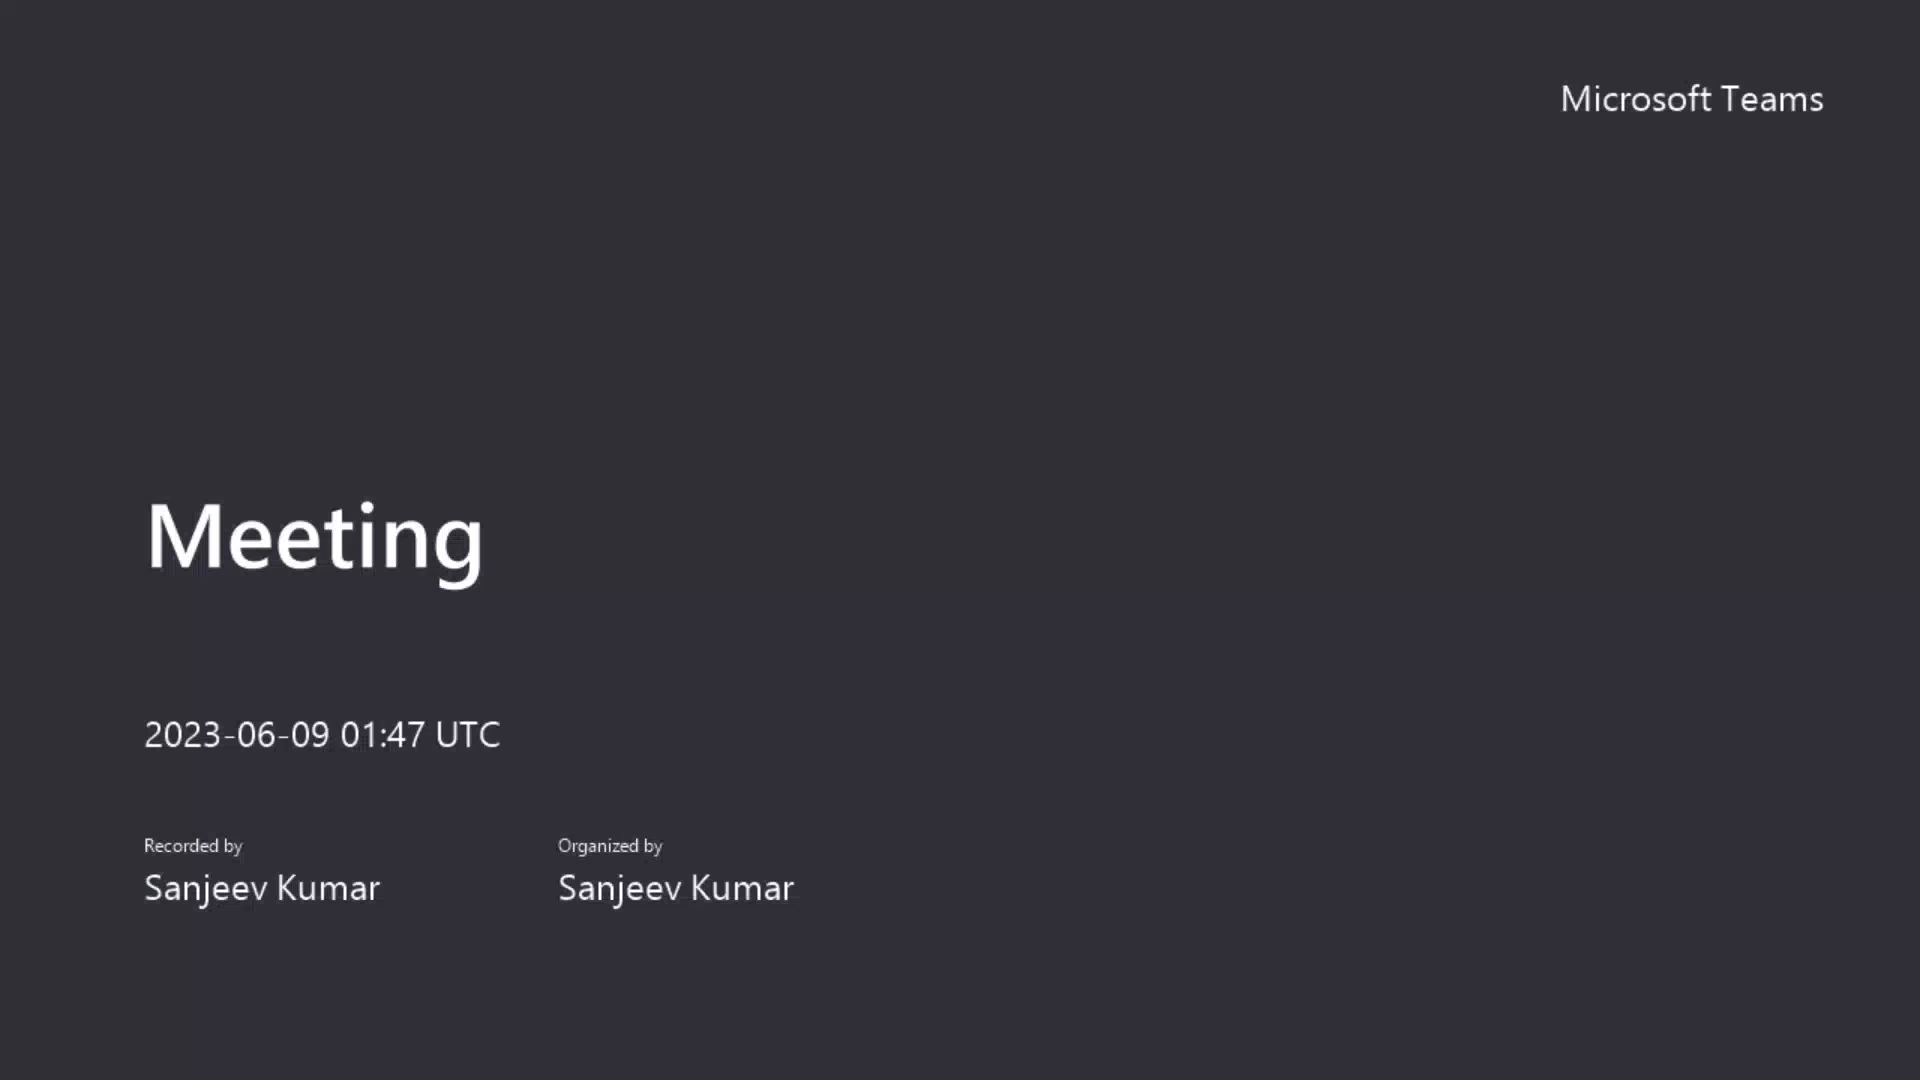 Microsoft Teams
Meeting
2023-06-09 01:47 UTC
Recorded by
Sanjeev Kumar
Organized by
Sanjeev Kumar